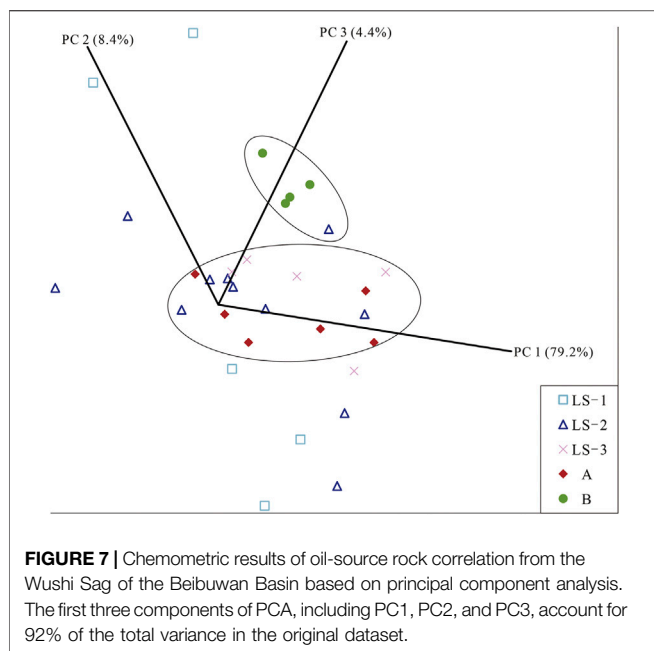 PC 2 (8.4%)
PC 3 (4.4%)
PC 1 (79.2%)
LS-1
LS-2
LS-3
A
B
FIGURE 7 | Chemometric results of oil-source rock correlation from the
Wushi Sag of the Beibuwan Basin based on principal component analysis.
The first three components of PCA, including PC1, PC2, and PC3, account for
92% of the total variance in the original dataset.